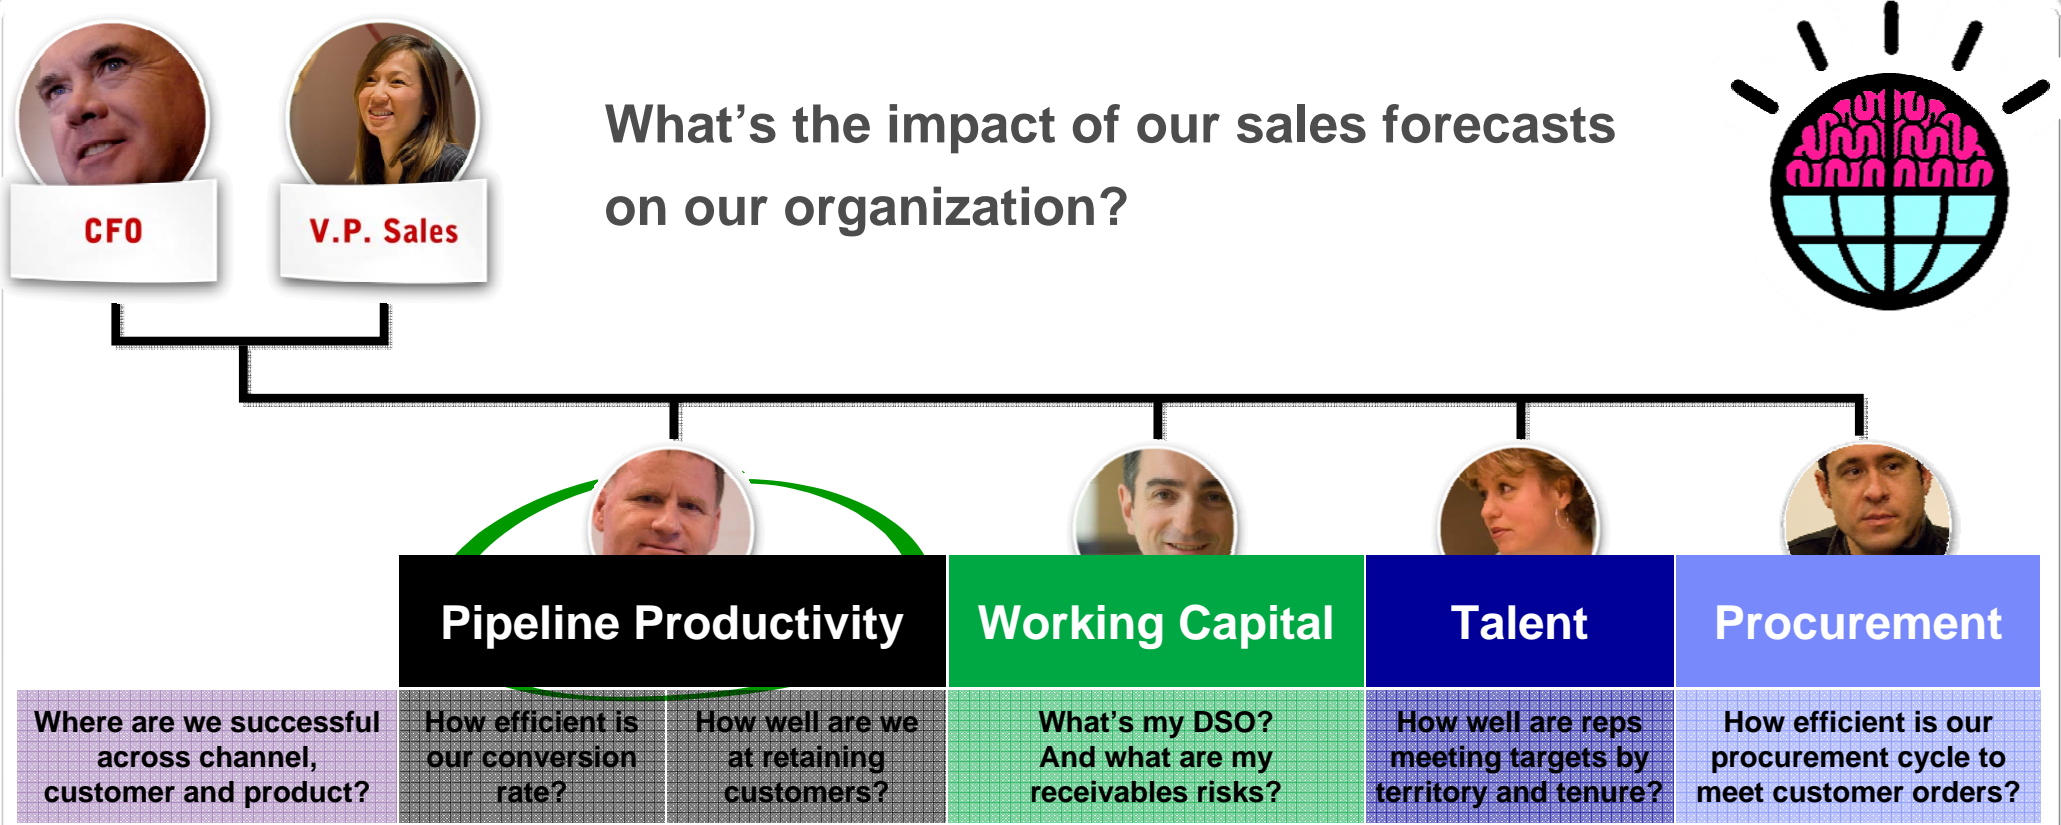 What’s the impact of our sales forecasts
on our organization?
CFO
V.P. Sales
Pipeline Productivity
Working Capital
Talent
Procurement
Where are we successful
across channel,
customer and product?
How efficient is
our conversion
rate?
How well are we
at retaining
customers?
What’s my DSO?
And what are my
receivables risks?
How well are reps
meeting targets by
territory and tenure?
How efficient is our
procurement cycle to
meet customer orders?